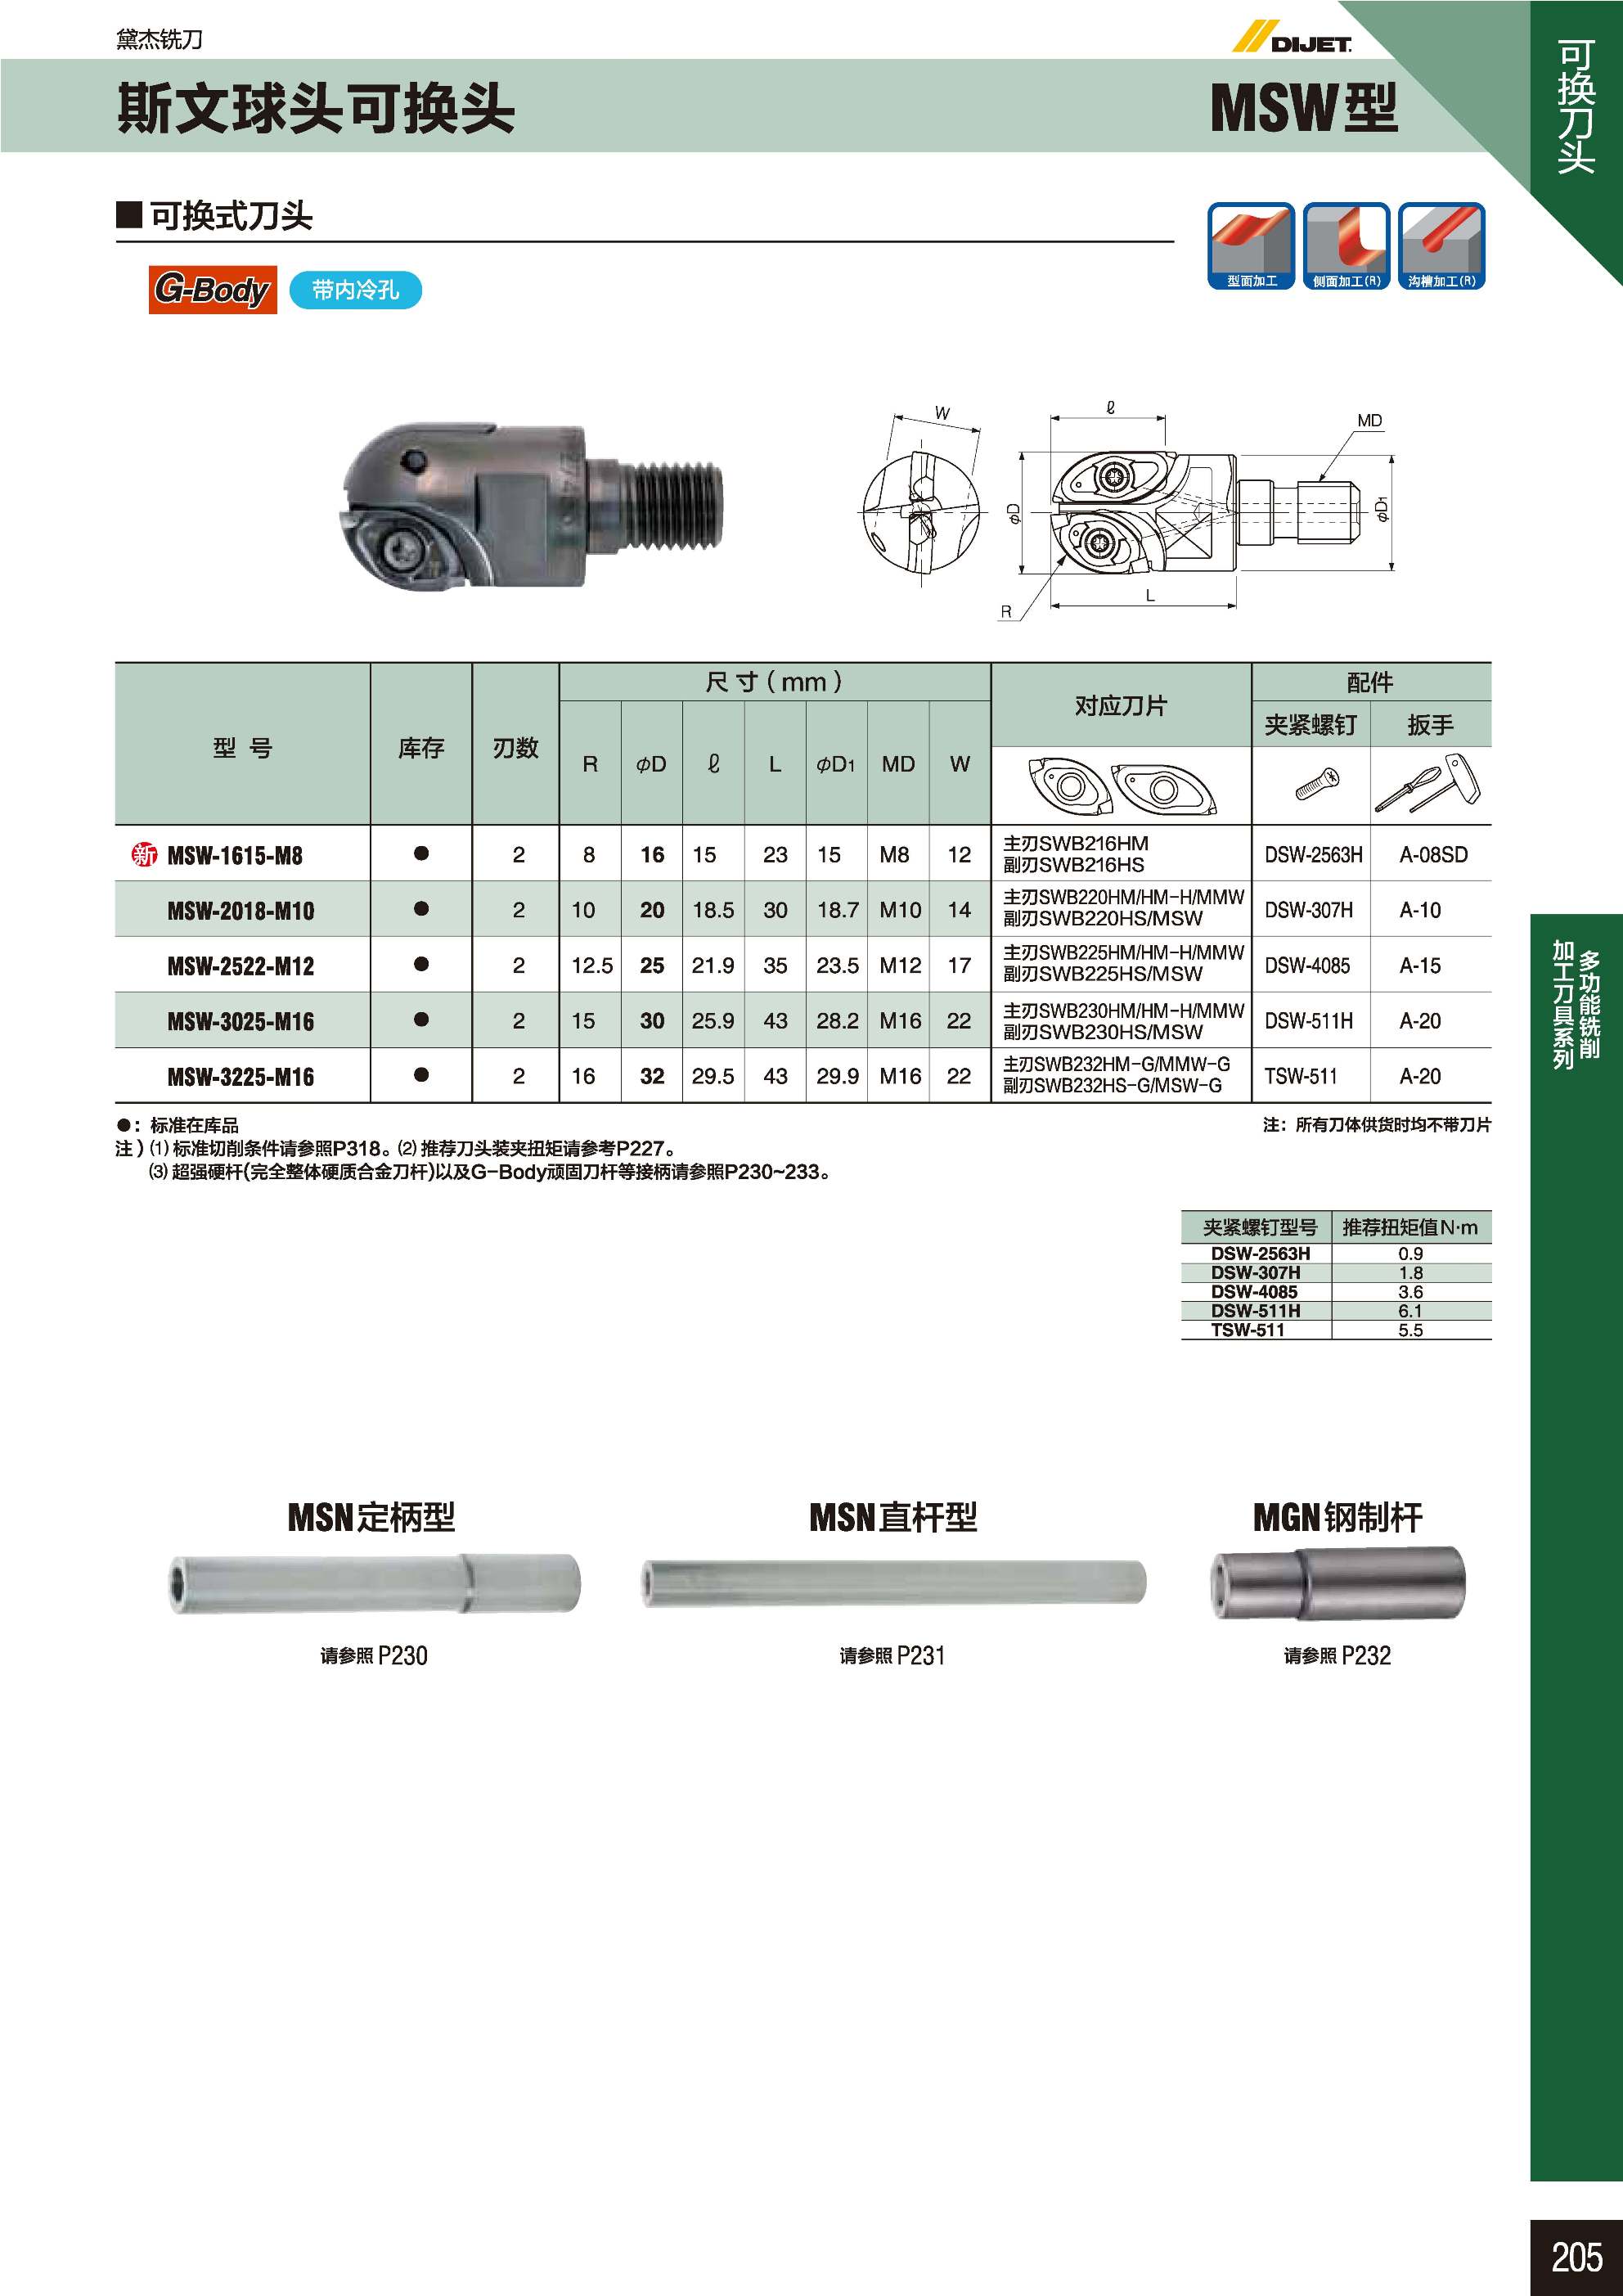 黛杰铣刀
DIJET
可换刀头
斯文球头可换头
MSW型
■可换式刀头
型面加工
侧面加工(R)
沟槽加工(R)
G-Body
带内冷孔
W
ℓ
MD
φD
φD1
R
L
型 号
库存
刃数
尺 寸 ( mm )
对应刀片
配件
夹紧螺钉
扳手
R φD ℓ L φD1 MD W
新 MSW-1615-M8 ● 2 8 16 15 23 15 M8 12 主刃SWB216HM DSW-2563H A-08SD
副刃SWB216HS
MSW-2018-M10 ● 2 10 20 18.5 30 18.7 M10 14 主刃SWB220HM/HM-H/MMW DSW-307H A-10
副刃SWB220HS/MSW
MSW-2522-M12 ● 2 12.5 25 21.9 35 23.5 M12 17 主刃SWB225HM/HM-H/MMW DSW-4085 A-15
副刃SWB225HS/MSW
MSW-3025-M16 ● 2 15 30 25.9 43 28.2 M16 22 主刃SWB230HM/HM-H/MMW DSW-511H A-20
副刃SWB230HS/MSW
MSW-3225-M16 ● 2 16 32 29.5 43 29.9 M16 22 主刃SWB232HM-G/MMW-G TSW-511 A-20
副刃SWB232HS-G/MSW-G
●：标准在库品
注：所有刀体供货时均不带刀片
注）⑴ 标准切削条件请参照P318。⑵ 推荐刀头装夹扭矩请参考P227。
⑶ 超强硬杆(完全整体硬质合金刀杆)以及G-Body顽固刀杆等接柄请参照P230~233。
夹紧螺钉型号 推荐扭矩值N·m
DSW-2563H 0.9
DSW-307H 1.8
DSW-4085 3.6
DSW-511H 6.1
TSW-511 5.5
MSN定柄型
MSN直杆型
MGN钢制杆
请参照 P230
请参照 P231
请参照 P232
多功能铣削
加工刀具系列
205